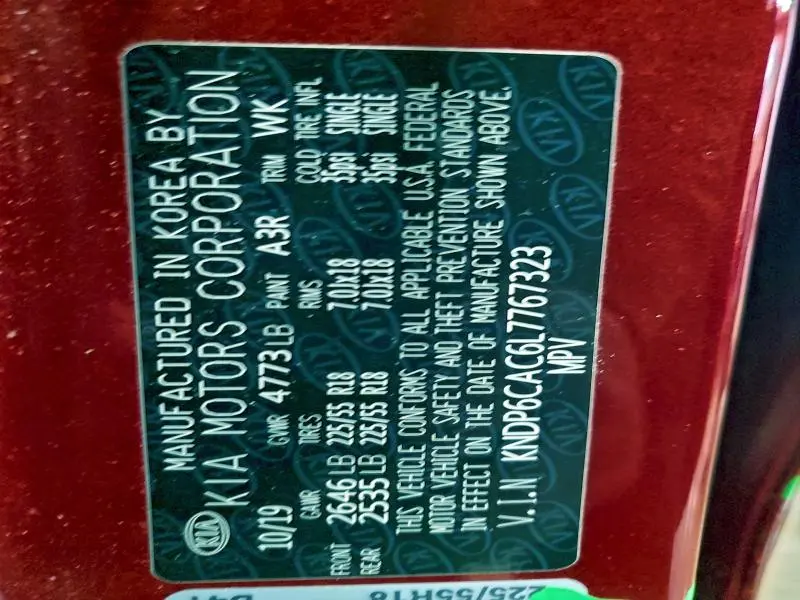 MANUFACTURED IN KOREA BY
KIA KIA MOTORS CORPORATION
10/19 GVWR 4773LB PAINT A3R TRIM WK
GAWR TIRES RIMS COLD TIRE INFL
FRONT 2646LB 225/55 R18 7.0Jx18 35psi SINGLE
REAR 2535LB 225/55 R18 7.0Jx18 35psi SINGLE
THIS VEHICLE CONFORMS TO ALL APPLICABLE U.S.A. FEDERAL
MOTOR VEHICLE SAFETY AND THEFT PREVENTION STANDARDS
IN EFFECT ON THE DATE OF MANUFACTURE SHOWN ABOVE.
V.I.N KNDP6CAC6L7767323
MPV